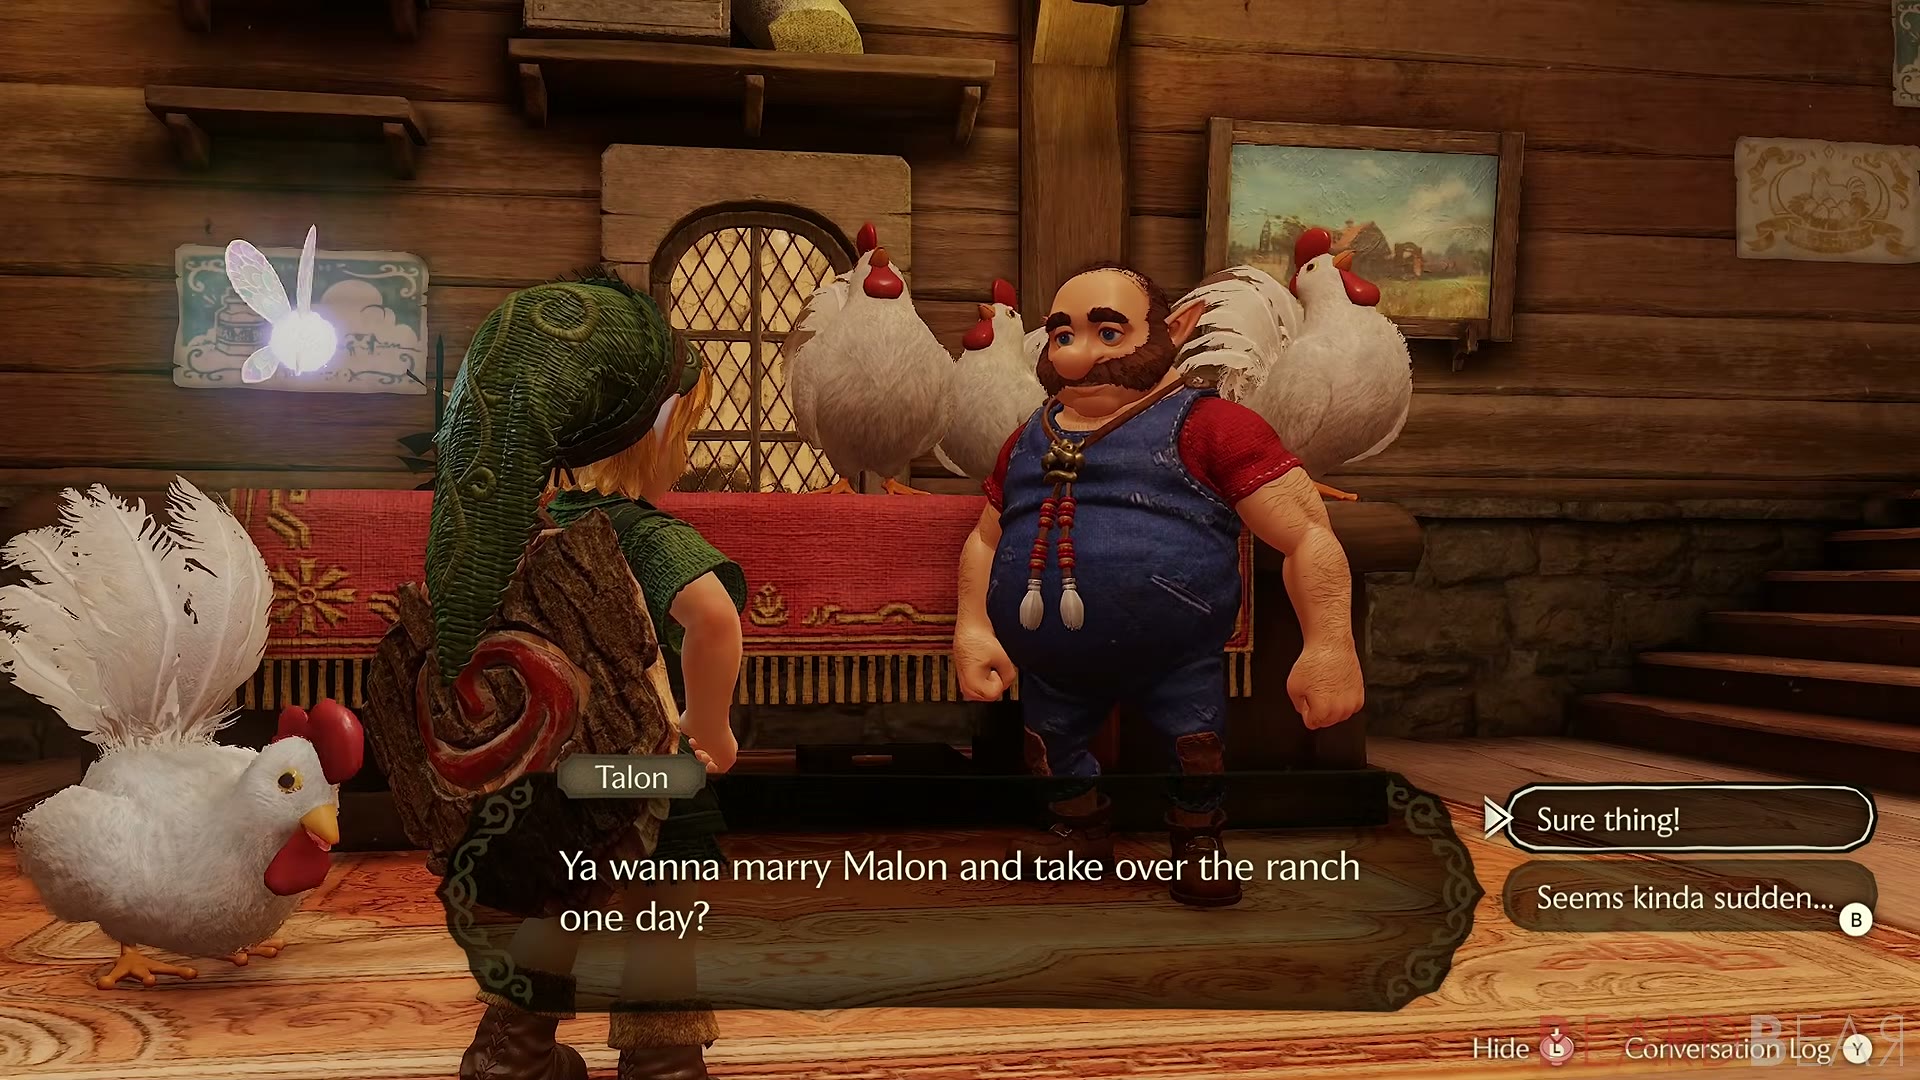 Talon
Ya wanna marry Malon and take over the ranch
one day?
Sure thing!
Seems kinda sudden...
B
Hide L
Conversation Log Y